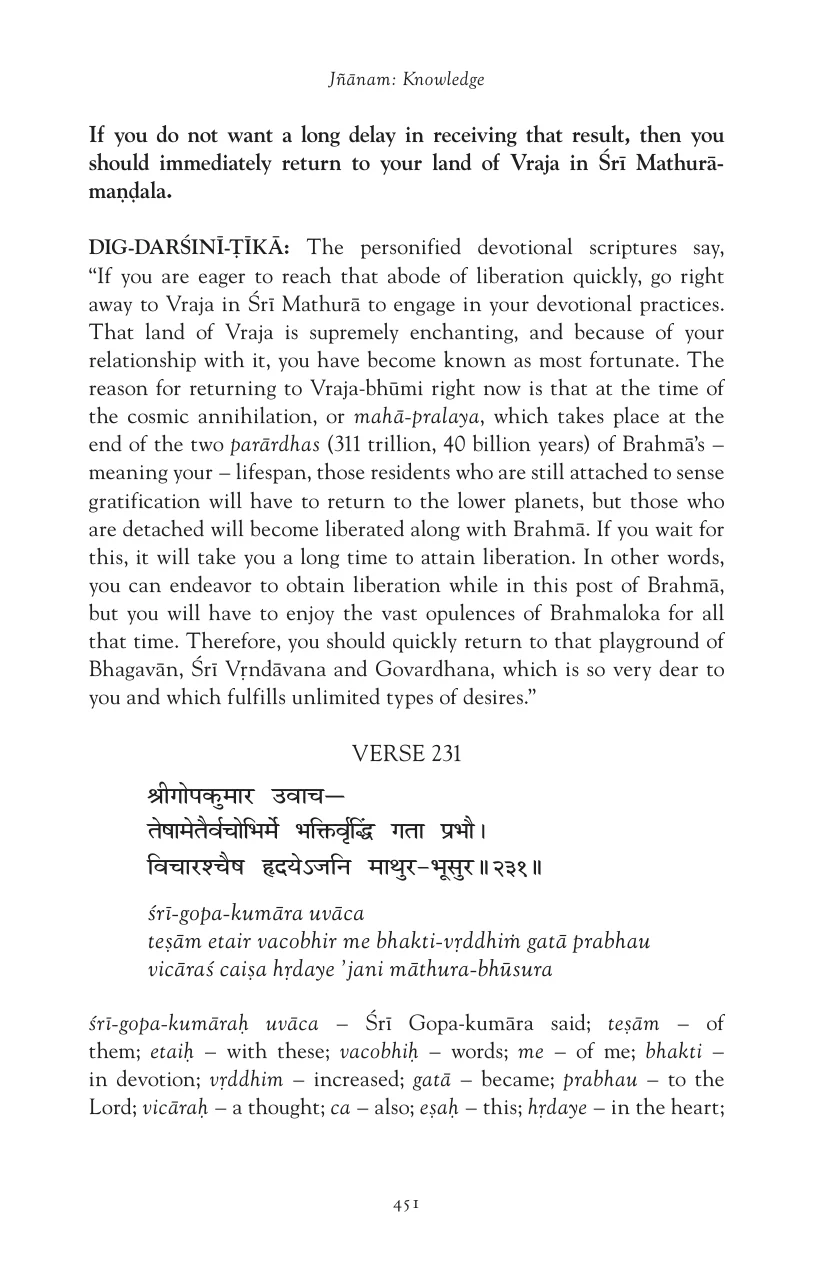 Jñānam: Knowledge
If you do not want a long delay in receiving that result, then you
should immediately return to your land of Vraja in Śrī Mathurā-
maṇḍala.
DIG-DARŚINĪ-ṬĪKĀ: The personified devotional scriptures say,
“If you are eager to reach that abode of liberation quickly, go right
away to Vraja in Śrī Mathurā to engage in your devotional practices.
That land of Vraja is supremely enchanting, and because of your
relationship with it, you have become known as most fortunate. The
reason for returning to Vraja-bhūmi right now is that at the time of
the cosmic annihilation, or mahā-pralaya, which takes place at the
end of the two parārdhas (311 trillion, 40 billion years) of Brahmā’s –
meaning your – lifespan, those residents who are still attached to sense
gratification will have to return to the lower planets, but those who
are detached will become liberated along with Brahmā. If you wait for
this, it will take you a long time to attain liberation. In other words,
you can endeavor to obtain liberation while in this post of Brahmā,
but you will have to enjoy the vast opulences of Brahmaloka for all
that time. Therefore, you should quickly return to that playground of
Bhagavān, Śrī Vṛndāvana and Govardhana, which is so very dear to
you and which fulfills unlimited types of desires.”
VERSE 231
श्रीगोपकुमार उवाच—
तेषामेतैर्वचोभिर्मे भक्तिर्वृद्धिं गता प्रभौ।
विचारश्चैष हृदयेऽजनि माथुर-भूसुर॥२३१॥
śrī-gopa-kumāra uvāca
teṣām etair vacobhir me bhakti-vṛddhiṁ gatā prabhau
vicāraś caiṣa hṛdaye ’jani māthura-bhūsura
śrī-gopa-kumāraḥ uvāca – Śrī Gopa-kumāra said; teṣām – of
them; etaiḥ – with these; vacobhiḥ – words; me – of me; bhakti –
in devotion; vṛddhim – increased; gatā – became; prabhau – to the
Lord; vicāraḥ – a thought; ca – also; eṣaḥ – this; hṛdaye – in the heart;
451